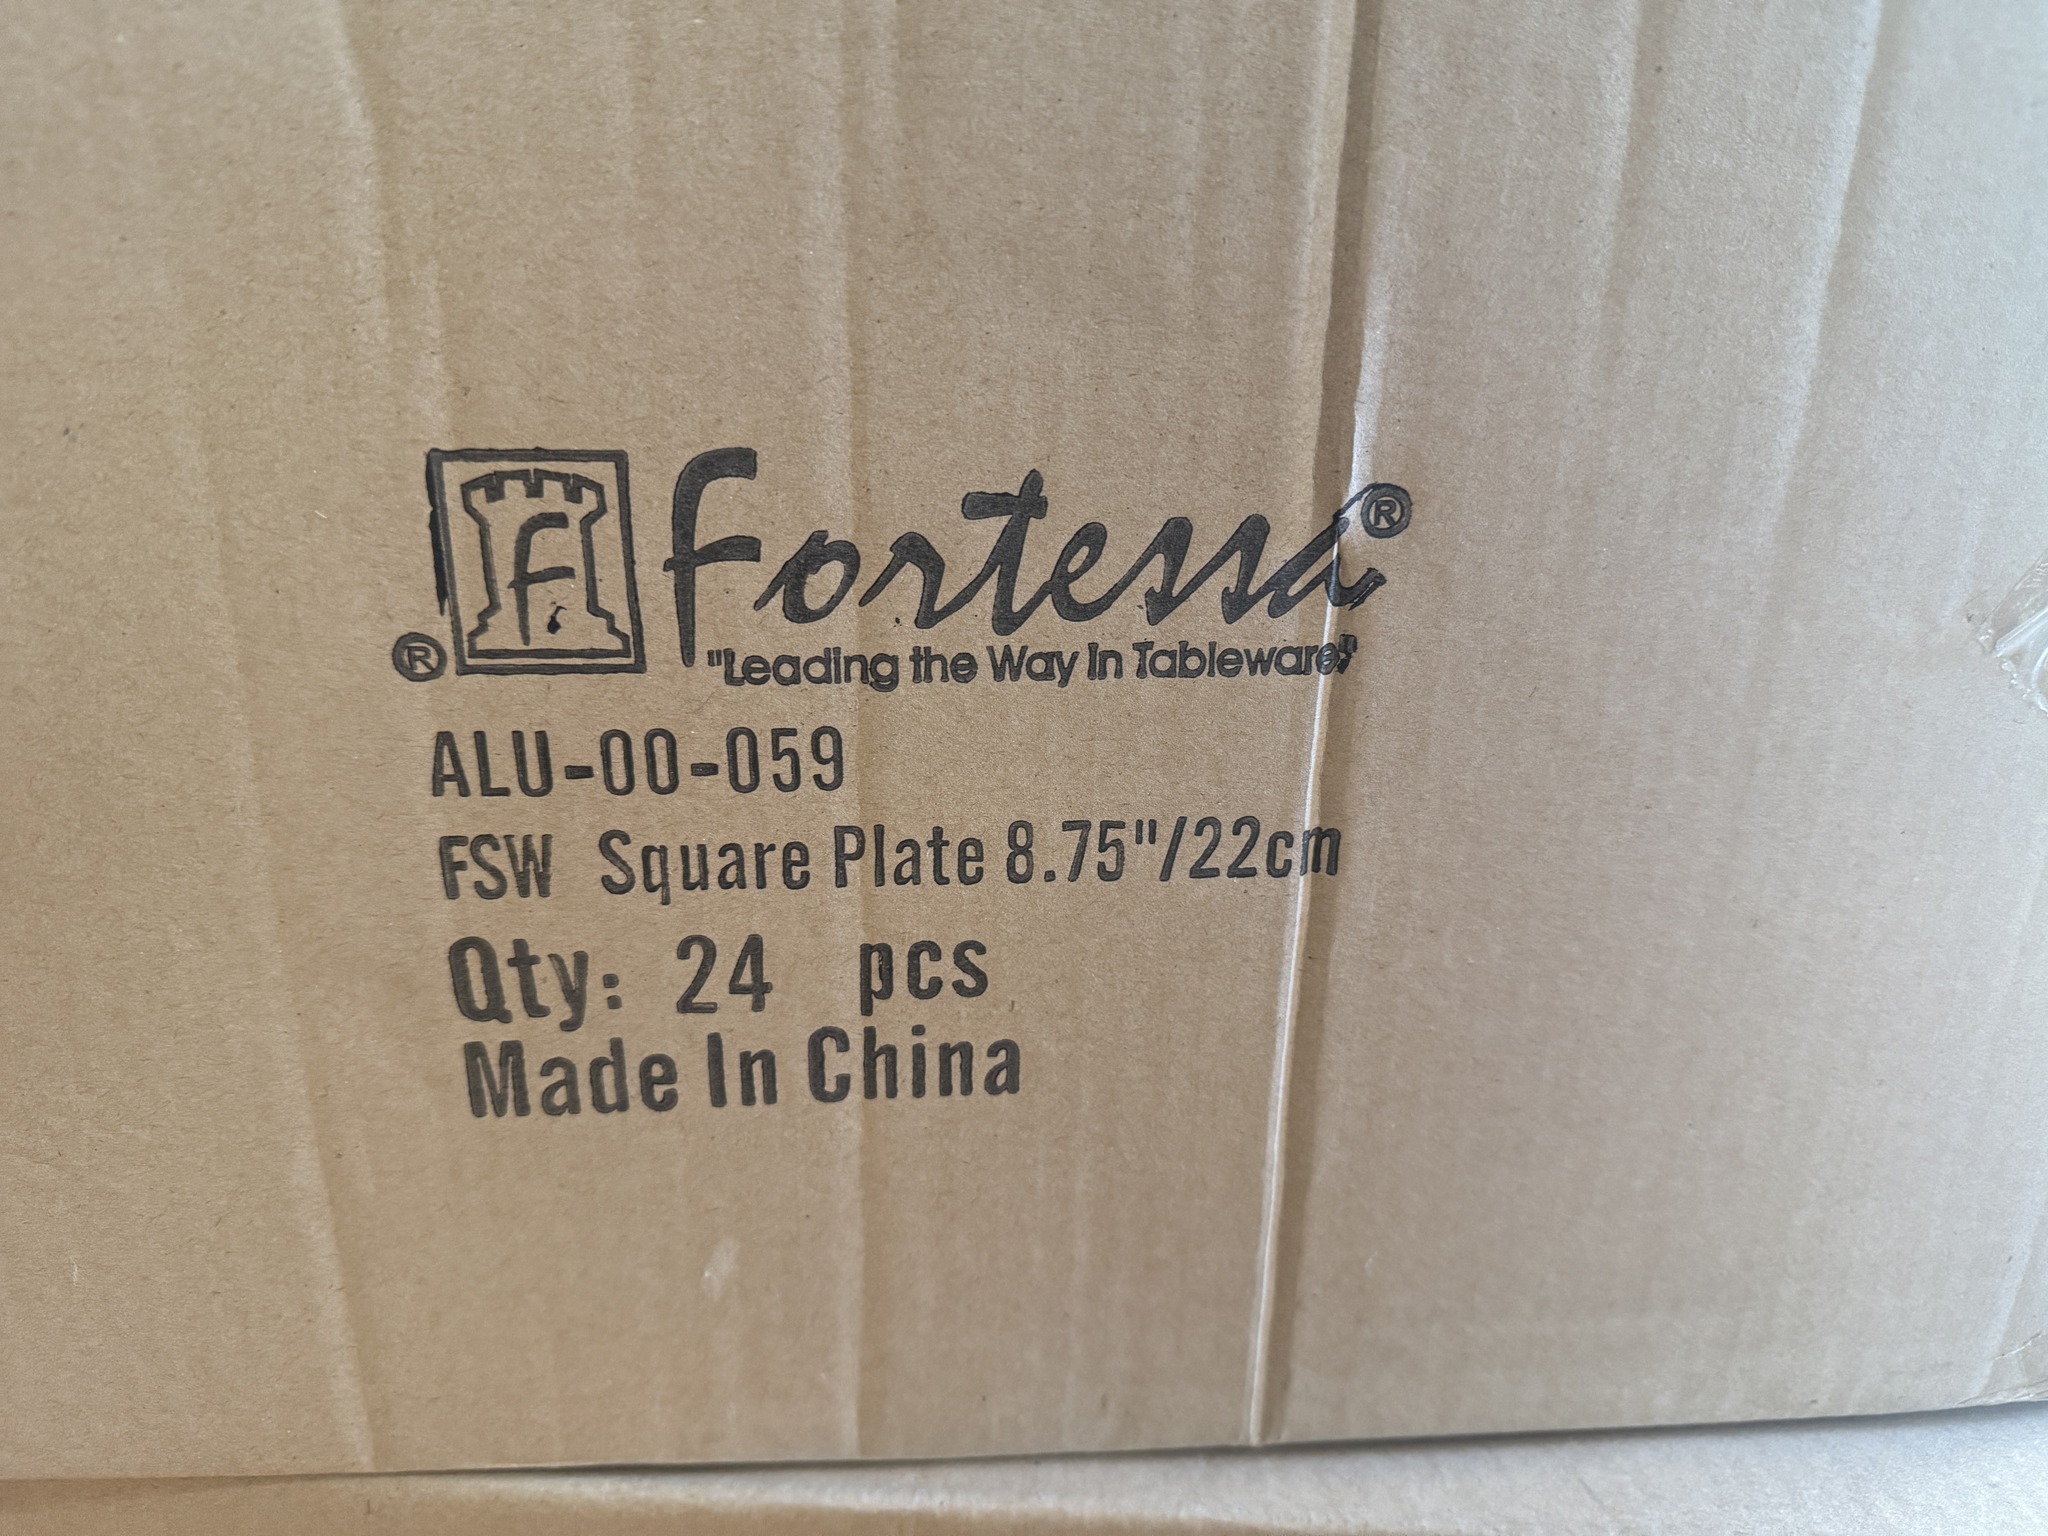 F
® Fortessa®
"Leading the Way In Tableware"
ALU-00-059
FSW Square Plate 8.75"/22cm
Qty: 24 pcs
Made In China